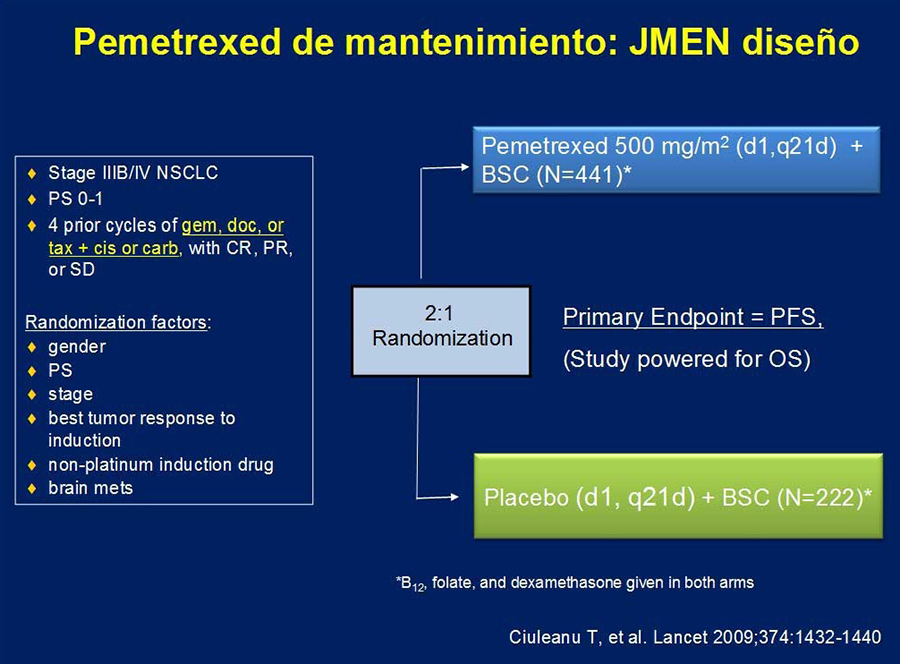 Pemetrexed de mantenimiento: JMEN diseño
♦ Stage IIIB/IV NSCLC
♦ PS 0-1
♦ 4 prior cycles of gem, doc, or
tax + cis or carb, with CR, PR,
or SD
Randomization factors:
♦ gender
♦ PS
♦ stage
♦ best tumor response to
induction
♦ non-platinum induction drug
♦ brain mets
2:1
Randomization
Pemetrexed 500 mg/m² (d1,q21d) +
BSC (N=441)*
Primary Endpoint = PFS,
(Study powered for OS)
Placebo (d1, q21d) + BSC (N=222)*
*B₁₂, folate, and dexamethasone given in both arms
Ciuleanu T, et al. Lancet 2009;374:1432-1440